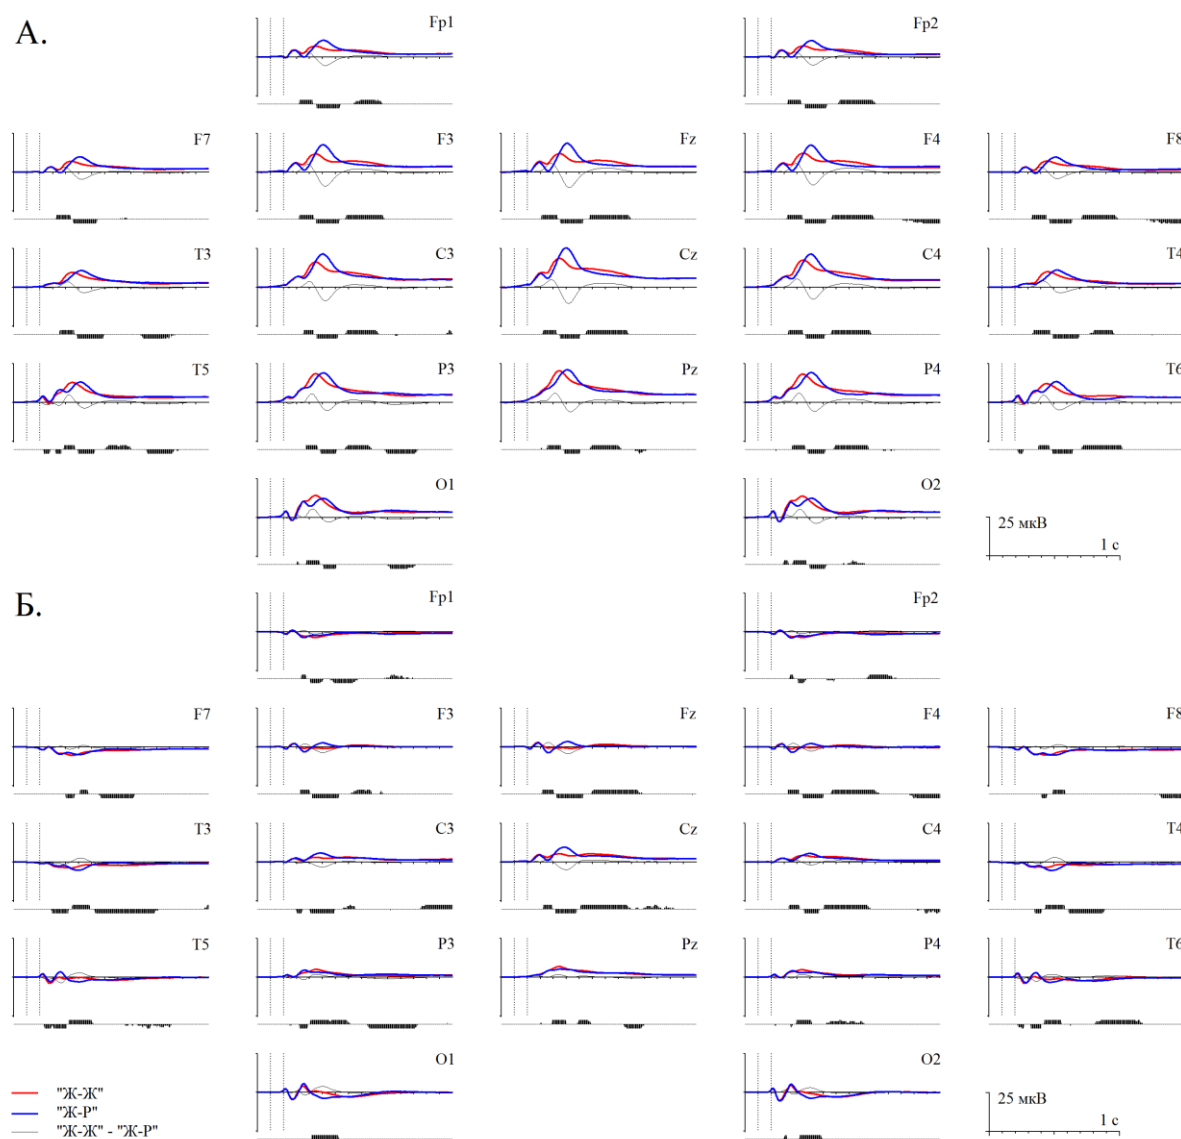 А.
Fp1
Fp2
F7
F3
Fz
F4
F8
T3
C3
Cz
C4
T4
T5
P3
Pz
P4
T6
O1
O2
25 мкВ
1 с
Б.
Fp1
Fp2
F7
F3
Fz
F4
F8
T3
C3
Cz
C4
T4
T5
P3
Pz
P4
T6
O1
O2
"Ж-Ж"
"Ж-Р"
"Ж-Ж" - "Ж-Р"
25 мкВ
1 с